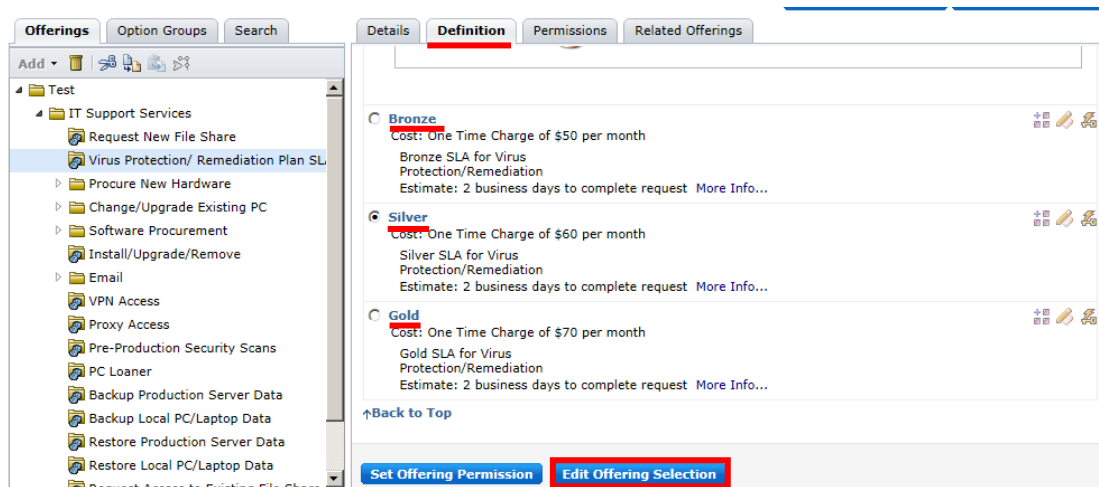 Offerings Option Groups Search
Add
Test
IT Support Services
Request New File Share
Virus Protection/ Remediation Plan SL
Procure New Hardware
Change/Upgrade Existing PC
Software Procurement
Install/Upgrade/Remove
Email
VPN Access
Proxy Access
Pre-Production Security Scans
PC Loaner
Backup Production Server Data
Backup Local PC/Laptop Data
Restore Production Server Data
Restore Local PC/Laptop Data
Request Access to Existing File Share
Details Definition Permissions Related Offerings
Bronze
Cost: One Time Charge of $50 per month
Bronze SLA for Virus
Protection/Remediation
Estimate: 2 business days to complete request More Info...
Silver
Cost: One Time Charge of $60 per month
Silver SLA for Virus
Protection/Remediation
Estimate: 2 business days to complete request More Info...
Gold
Cost: One Time Charge of $70 per month
Gold SLA for Virus
Protection/Remediation
Estimate: 2 business days to complete request More Info...
↑Back to Top
Set Offering Permission Edit Offering Selection